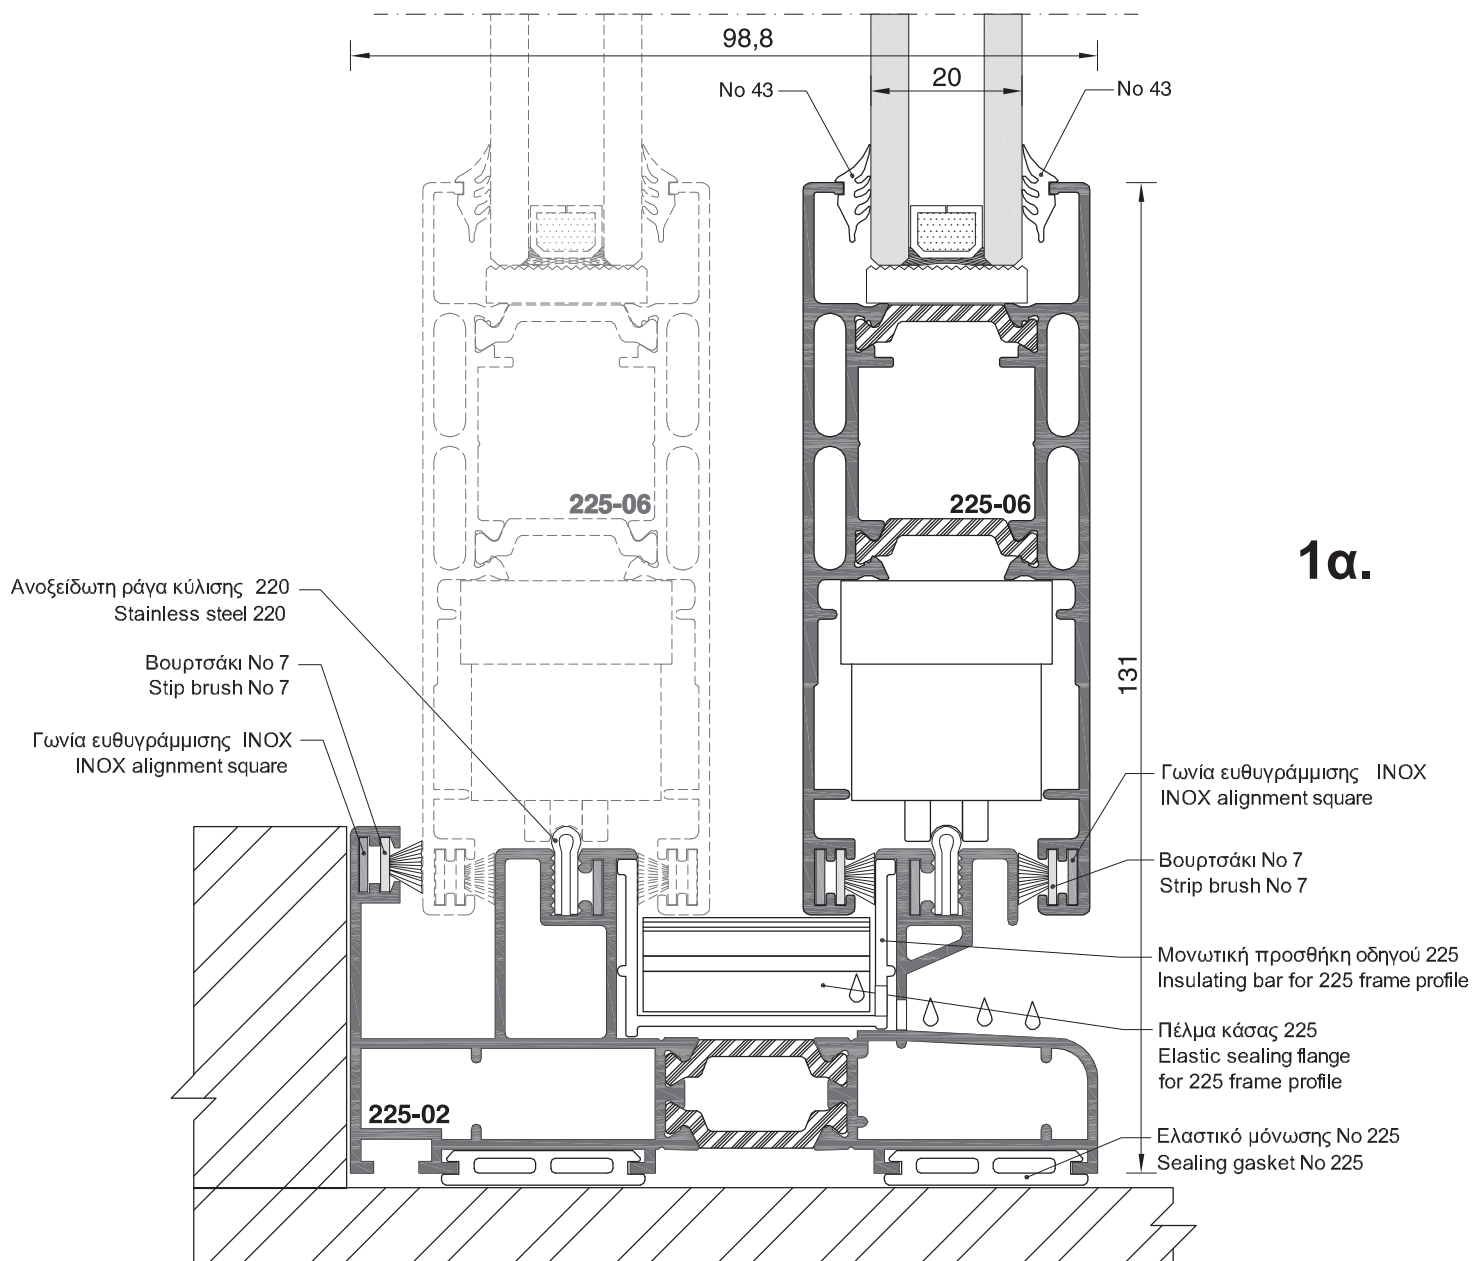 98,8
20
No 43
No 43
225-06
225-06
1α.
Ανοξείδωτη ράγα κύλισης 220
Stainless steel 220
Βουρτσάκι No 7
Stip brush No 7
Γωνία ευθυγράμμισης INOX
INOX alignment square
131
Γωνία ευθυγράμμισης INOX
INOX alignment square
Βουρτσάκι No 7
Strip brush No 7
Μονωτική προσθήκη οδηγού 225
Insulating bar for 225 frame profile
Πέλμα κάσας 225
Elastic sealing flange
for 225 frame profile
225-02
Ελαστικό μόνωσης No 225
Sealing gasket No 225